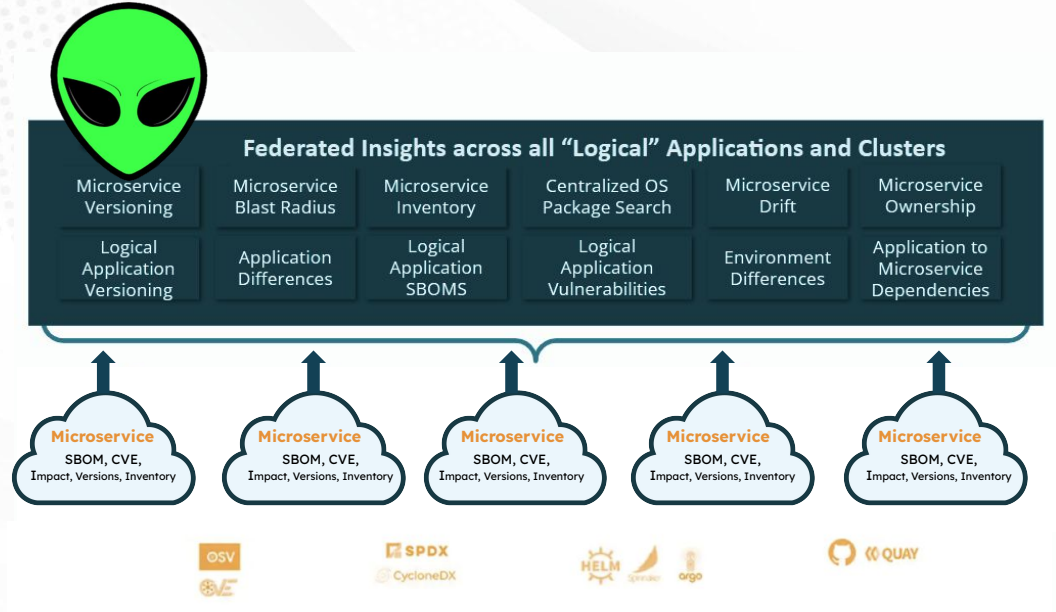 Federated Insights across all “Logical” Applications and Clusters
Microservice
Versioning
Microservice
Blast Radius
Microservice
Inventory
Centralized OS
Package Search
Microservice
Drift
Microservice
Ownership
Logical
Application
Versioning
Application
Differences
Logical
Application
SBOMS
Logical
Application
Vulnerabilities
Environment
Differences
Application to
Microservice
Dependencies
Microservice
SBOM, CVE,
Impact, Versions, Inventory
Microservice
SBOM, CVE,
Impact, Versions, Inventory
Microservice
SBOM, CVE,
Impact, Versions, Inventory
Microservice
SBOM, CVE,
Impact, Versions, Inventory
Microservice
SBOM, CVE,
Impact, Versions, Inventory
OSV
CVE
SPDX
CycloneDX
HELM
Spinnaker
argo
QUAY